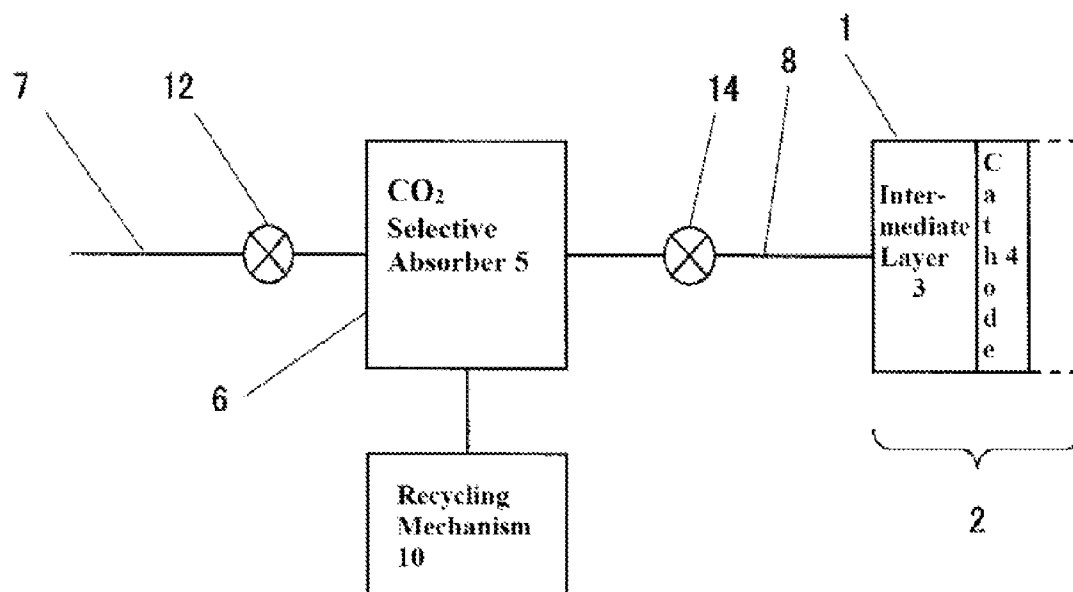 1
7
12
14
8
CO₂
Selective
Absorber 5
Inter-
mediate
Layer
3
Cathode
4
6
Recycling
Mechanism
10
2